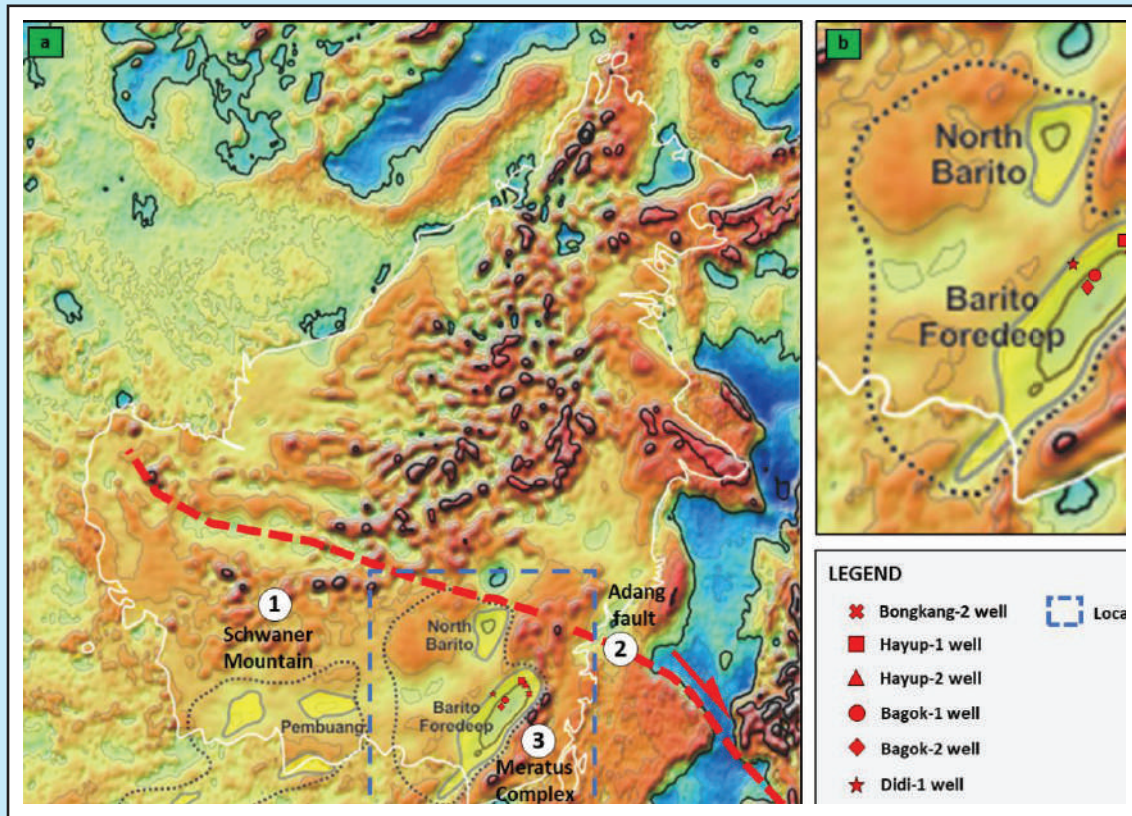 a
1
Schwaner
Mountain
Pembuang
North
Barito
Barito
Foredeep
Adang
fault
2
3
Meratus
Complex
b
North
Barito
Barito
Foredeep
LEGEND
Bongkang-2 well
Hayup-1 well
Hayup-2 well
Bagok-1 well
Bagok-2 well
Didi-1 well
Loca